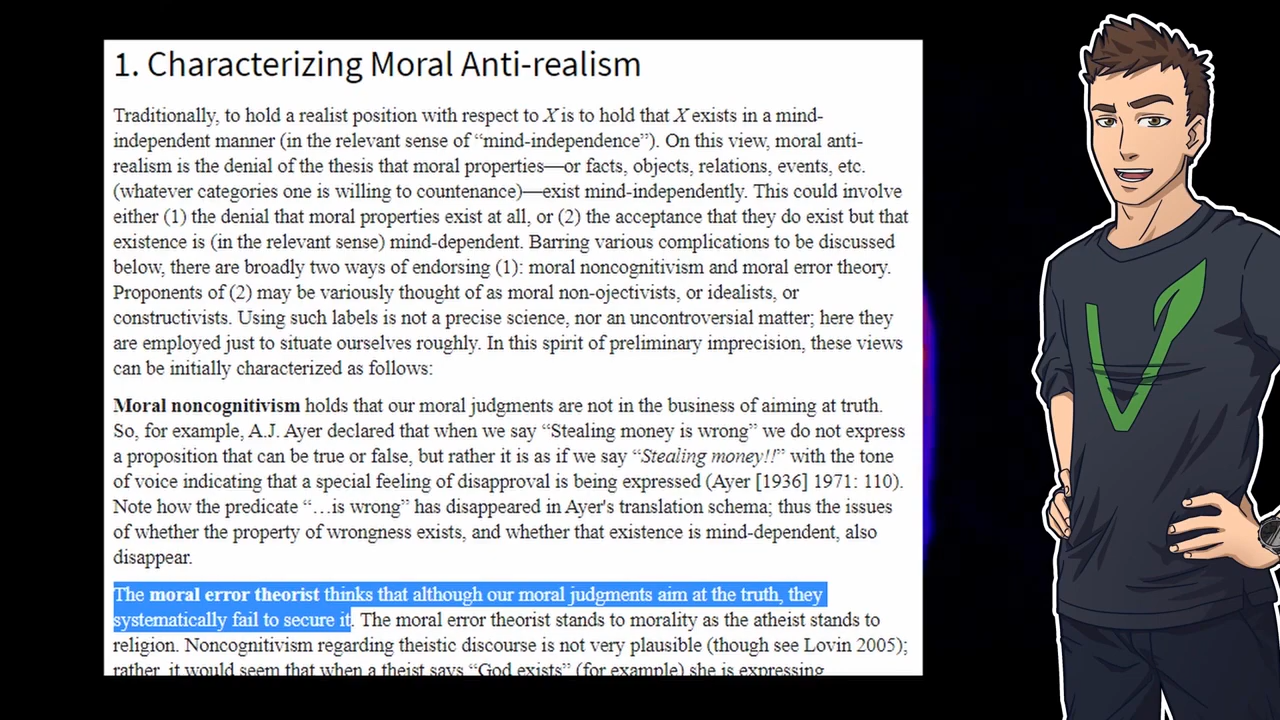 1. Characterizing Moral Anti-realism
Traditionally, to hold a realist position with respect to X is to hold that X exists in a mind-
independent manner (in the relevant sense of “mind-independence”). On this view, moral anti-
realism is the denial of the thesis that moral properties—or facts, objects, relations, events, etc.
(whatever categories one is willing to countenance)—exist mind-independently. This could involve
either (1) the denial that moral properties exist at all, or (2) the acceptance that they do exist but that
existence is (in the relevant sense) mind-dependent. Barring various complications to be discussed
below, there are broadly two ways of endorsing (1): moral noncognitivism and moral error theory.
Proponents of (2) may be variously thought of as moral non-ojectivists, or idealists, or
constructivists. Using such labels is not a precise science, nor an uncontroversial matter; here they
are employed just to situate ourselves roughly. In this spirit of preliminary imprecision, these views
can be initially characterized as follows:
Moral noncognitivism holds that our moral judgments are not in the business of aiming at truth.
So, for example, A.J. Ayer declared that when we say “Stealing money is wrong” we do not express
a proposition that can be true or false, but rather it is as if we say “Stealing money!!” with the tone
of voice indicating that a special feeling of disapproval is being expressed (Ayer [1936] 1971: 110).
Note how the predicate “…is wrong” has disappeared in Ayer's translation schema; thus the issues
of whether the property of wrongness exists, and whether that existence is mind-dependent, also
disappear.
The moral error theorist thinks that although our moral judgments aim at the truth, they
systematically fail to secure it. The moral error theorist stands to morality as the atheist stands to
religion. Noncognitivism regarding theistic discourse is not very plausible (though see Lovin 2005);
rather, it would seem that when a theist says “God exists” (for example) she is expressing